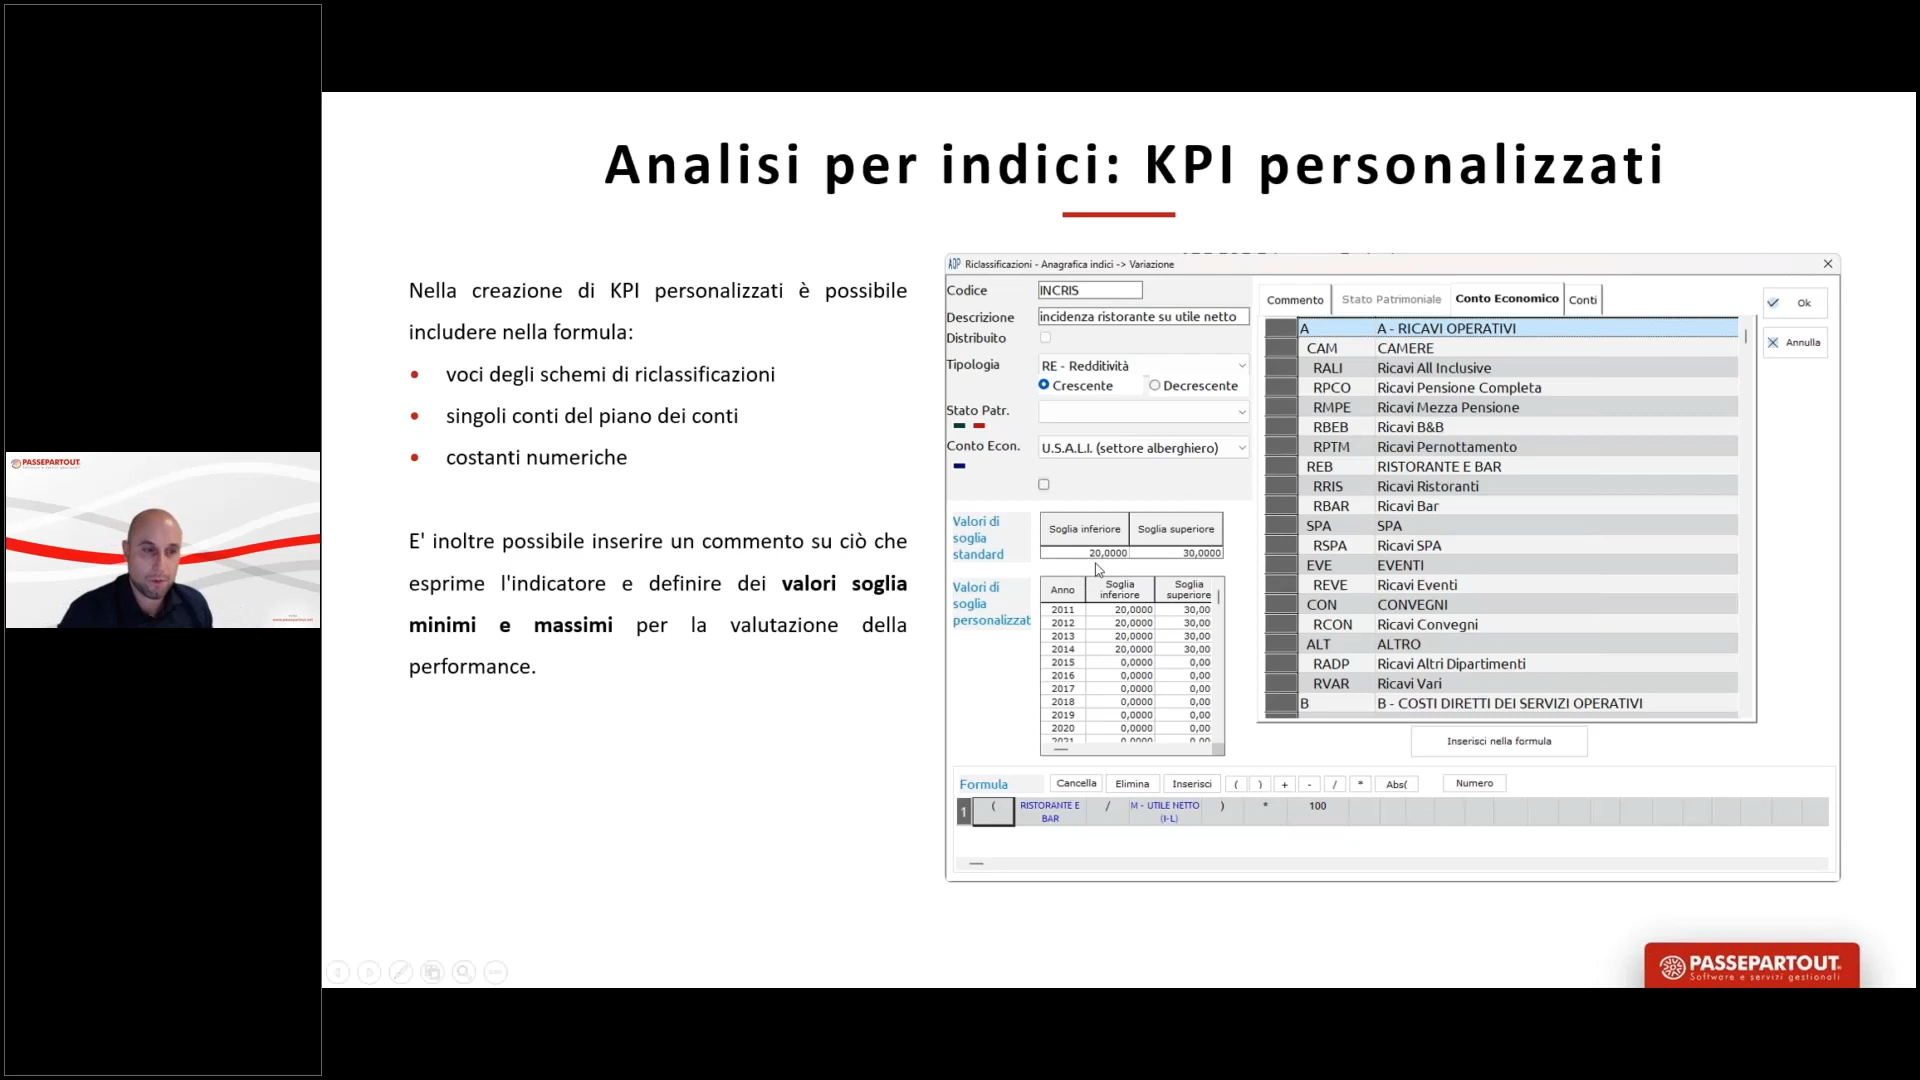 Analisi per indici: KPI personalizzati
Nella creazione di KPI personalizzati è possibile
includere nella formula:
• voci degli schemi di riclassificazioni
• singoli conti del piano dei conti
• costanti numeriche
E' inoltre possibile inserire un commento su ciò che
esprime l'indicatore e definire dei valori soglia
minimi e massimi per la valutazione della
performance.
PASSEPARTOUT
Riclassificazioni - Anagrafica indici -> Variazione
Codice INCRIS
Descrizione incidenza ristorante su utile netto
Distribuito
Tipologia RE - Redditività
Crescente Decrescente
Stato Patr.
Conto Econ. U.S.A.L.I. (settore alberghiero)
Valori di
soglia
standard
Soglia inferiore Soglia superiore
20,0000 30,0000
Valori di
soglia
personalizzat
Anno Soglia inferiore Soglia superiore
2011 20,0000 30,00
2012 20,0000 30,00
2013 20,0000 30,00
2014 20,0000 30,00
2015 0,0000 0,00
2016 0,0000 0,00
2017 0,0000 0,00
2018 0,0000 0,00
2019 0,0000 0,00
2020 0,0000 0,00
2021 0,0000 0,00
Commento Stato Patrimoniale Conto Economico Conti
A A - RICAVI OPERATIVI
CAM CAMERE
RALI Ricavi All Inclusive
RPCO Ricavi Pensione Completa
RMPE Ricavi Mezza Pensione
RBEB Ricavi B&B
RPTM Ricavi Pernottamento
REB RISTORANTE E BAR
RRIS Ricavi Ristoranti
RBAR Ricavi Bar
SPA SPA
RSPA Ricavi SPA
EVE EVENTI
REVE Ricavi Eventi
CON CONVEGNI
RCON Ricavi Convegni
ALT ALTRO
RADP Ricavi Altri Dipartimenti
RVAR Ricavi Vari
B B - COSTI DIRETTI DEI SERVIZI OPERATIVI
Ok
Annulla
Inserisci nella formula
Formula Cancella Elimina Inserisci ( ) + - / * Abs( Numero
1 ( RISTORANTE E BAR / M - UTILE NETTO (I-L) ) * 100
PASSEPARTOUT
Software e servizi gestionali